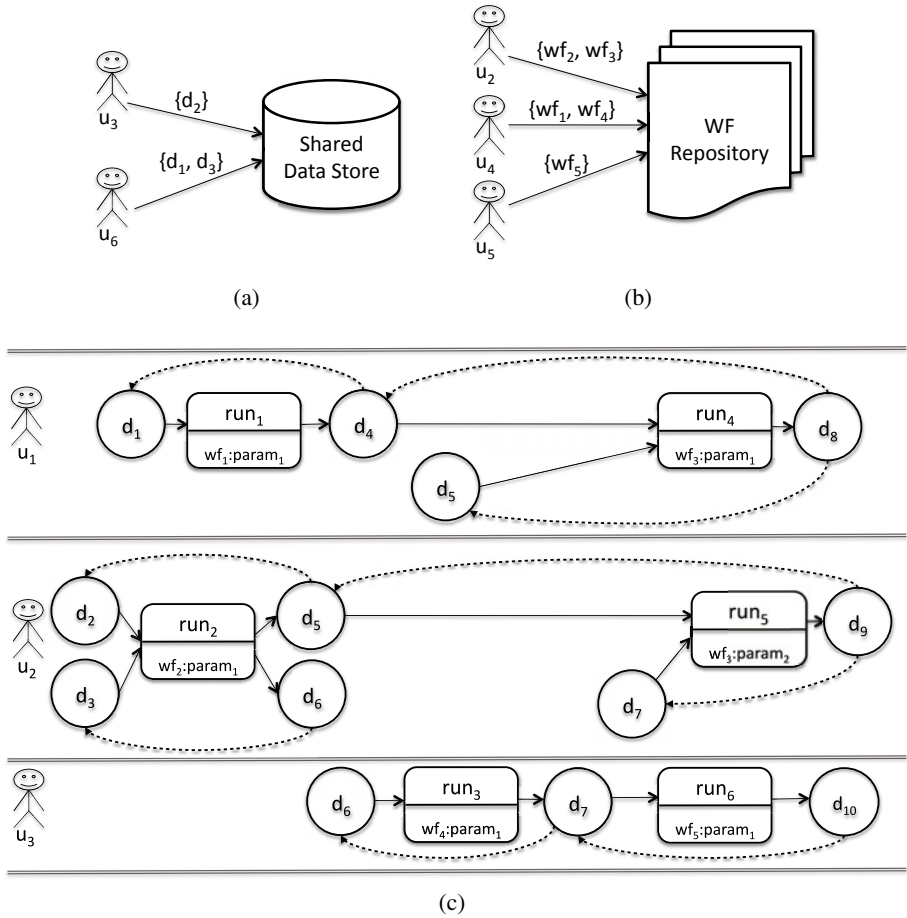 u₃
{d₂}
{d₁, d₃}
u₆
Shared
Data Store
(a)
u₂
{wf₂, wf₃}
{wf₁, wf₄}
u₄
{wf₅}
u₅
WF
Repository
(b)
u₁
d₁
run₁
wf₁:param₁
d₄
d₅
run₄
wf₃:param₁
d₈
u₂
d₂
d₃
run₂
wf₂:param₁
d₅
d₆
d₇
run₅
wf₃:param₂
d₉
u₃
d₆
run₃
wf₄:param₁
d₇
run₆
wf₅:param₁
d₁₀
(c)